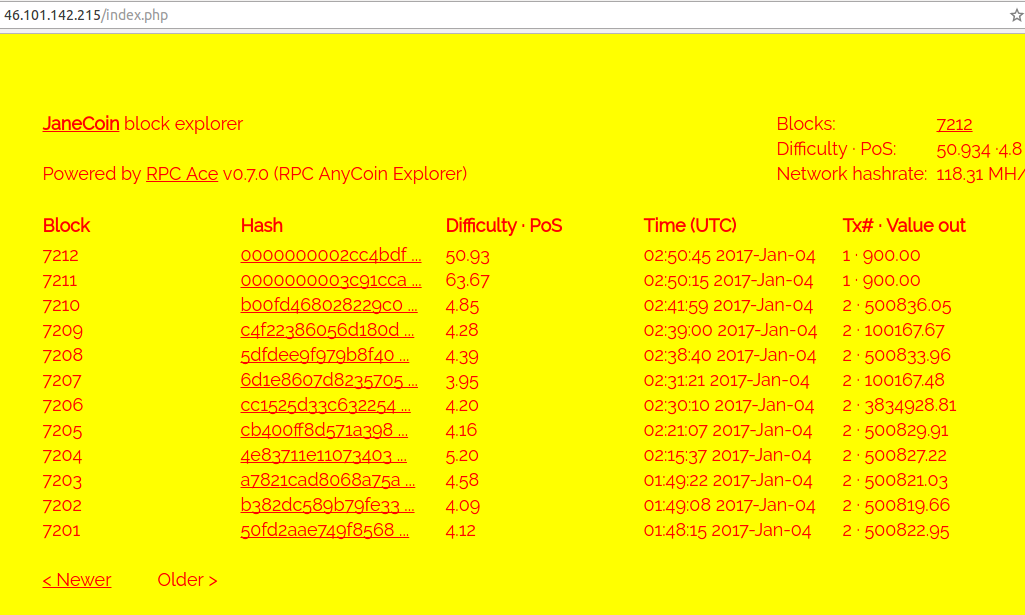 46.101.142.215/index.php
JaneCoin block explorer
Blocks: 7212
Difficulty · PoS: 50.934 ·4.8
Powered by RPC Ace v0.7.0 (RPC AnyCoin Explorer)
Network hashrate: 118.31 MH/
Block Hash Difficulty · PoS Time (UTC) Tx# · Value out
7212 0000000002cc4bdf ... 50.93 02:50:45 2017-Jan-04 1 · 900.00
7211 0000000003c91cca ... 63.67 02:50:15 2017-Jan-04 1 · 900.00
7210 b00fd468028229c0 ... 4.85 02:41:59 2017-Jan-04 2 · 500836.05
7209 c4f22386056d180d ... 4.28 02:39:00 2017-Jan-04 2 · 100167.67
7208 5dfdee9f979b8f40 ... 4.39 02:38:40 2017-Jan-04 2 · 500833.96
7207 6d1e8607d8235705 ... 3.95 02:31:21 2017-Jan-04 2 · 100167.48
7206 cc1525d33c632254 ... 4.20 02:30:10 2017-Jan-04 2 · 3834928.81
7205 cb400ff8d571a398 ... 4.16 02:21:07 2017-Jan-04 2 · 500829.91
7204 4e83711e11073403 ... 5.20 02:15:37 2017-Jan-04 2 · 500827.22
7203 a7821cad8068a75a ... 4.58 01:49:22 2017-Jan-04 2 · 500821.03
7202 b382dc589b79fe33 ... 4.09 01:49:08 2017-Jan-04 2 · 500819.66
7201 50fd2aae749f8568 ... 4.12 01:48:15 2017-Jan-04 2 · 500822.95
< Newer Older >